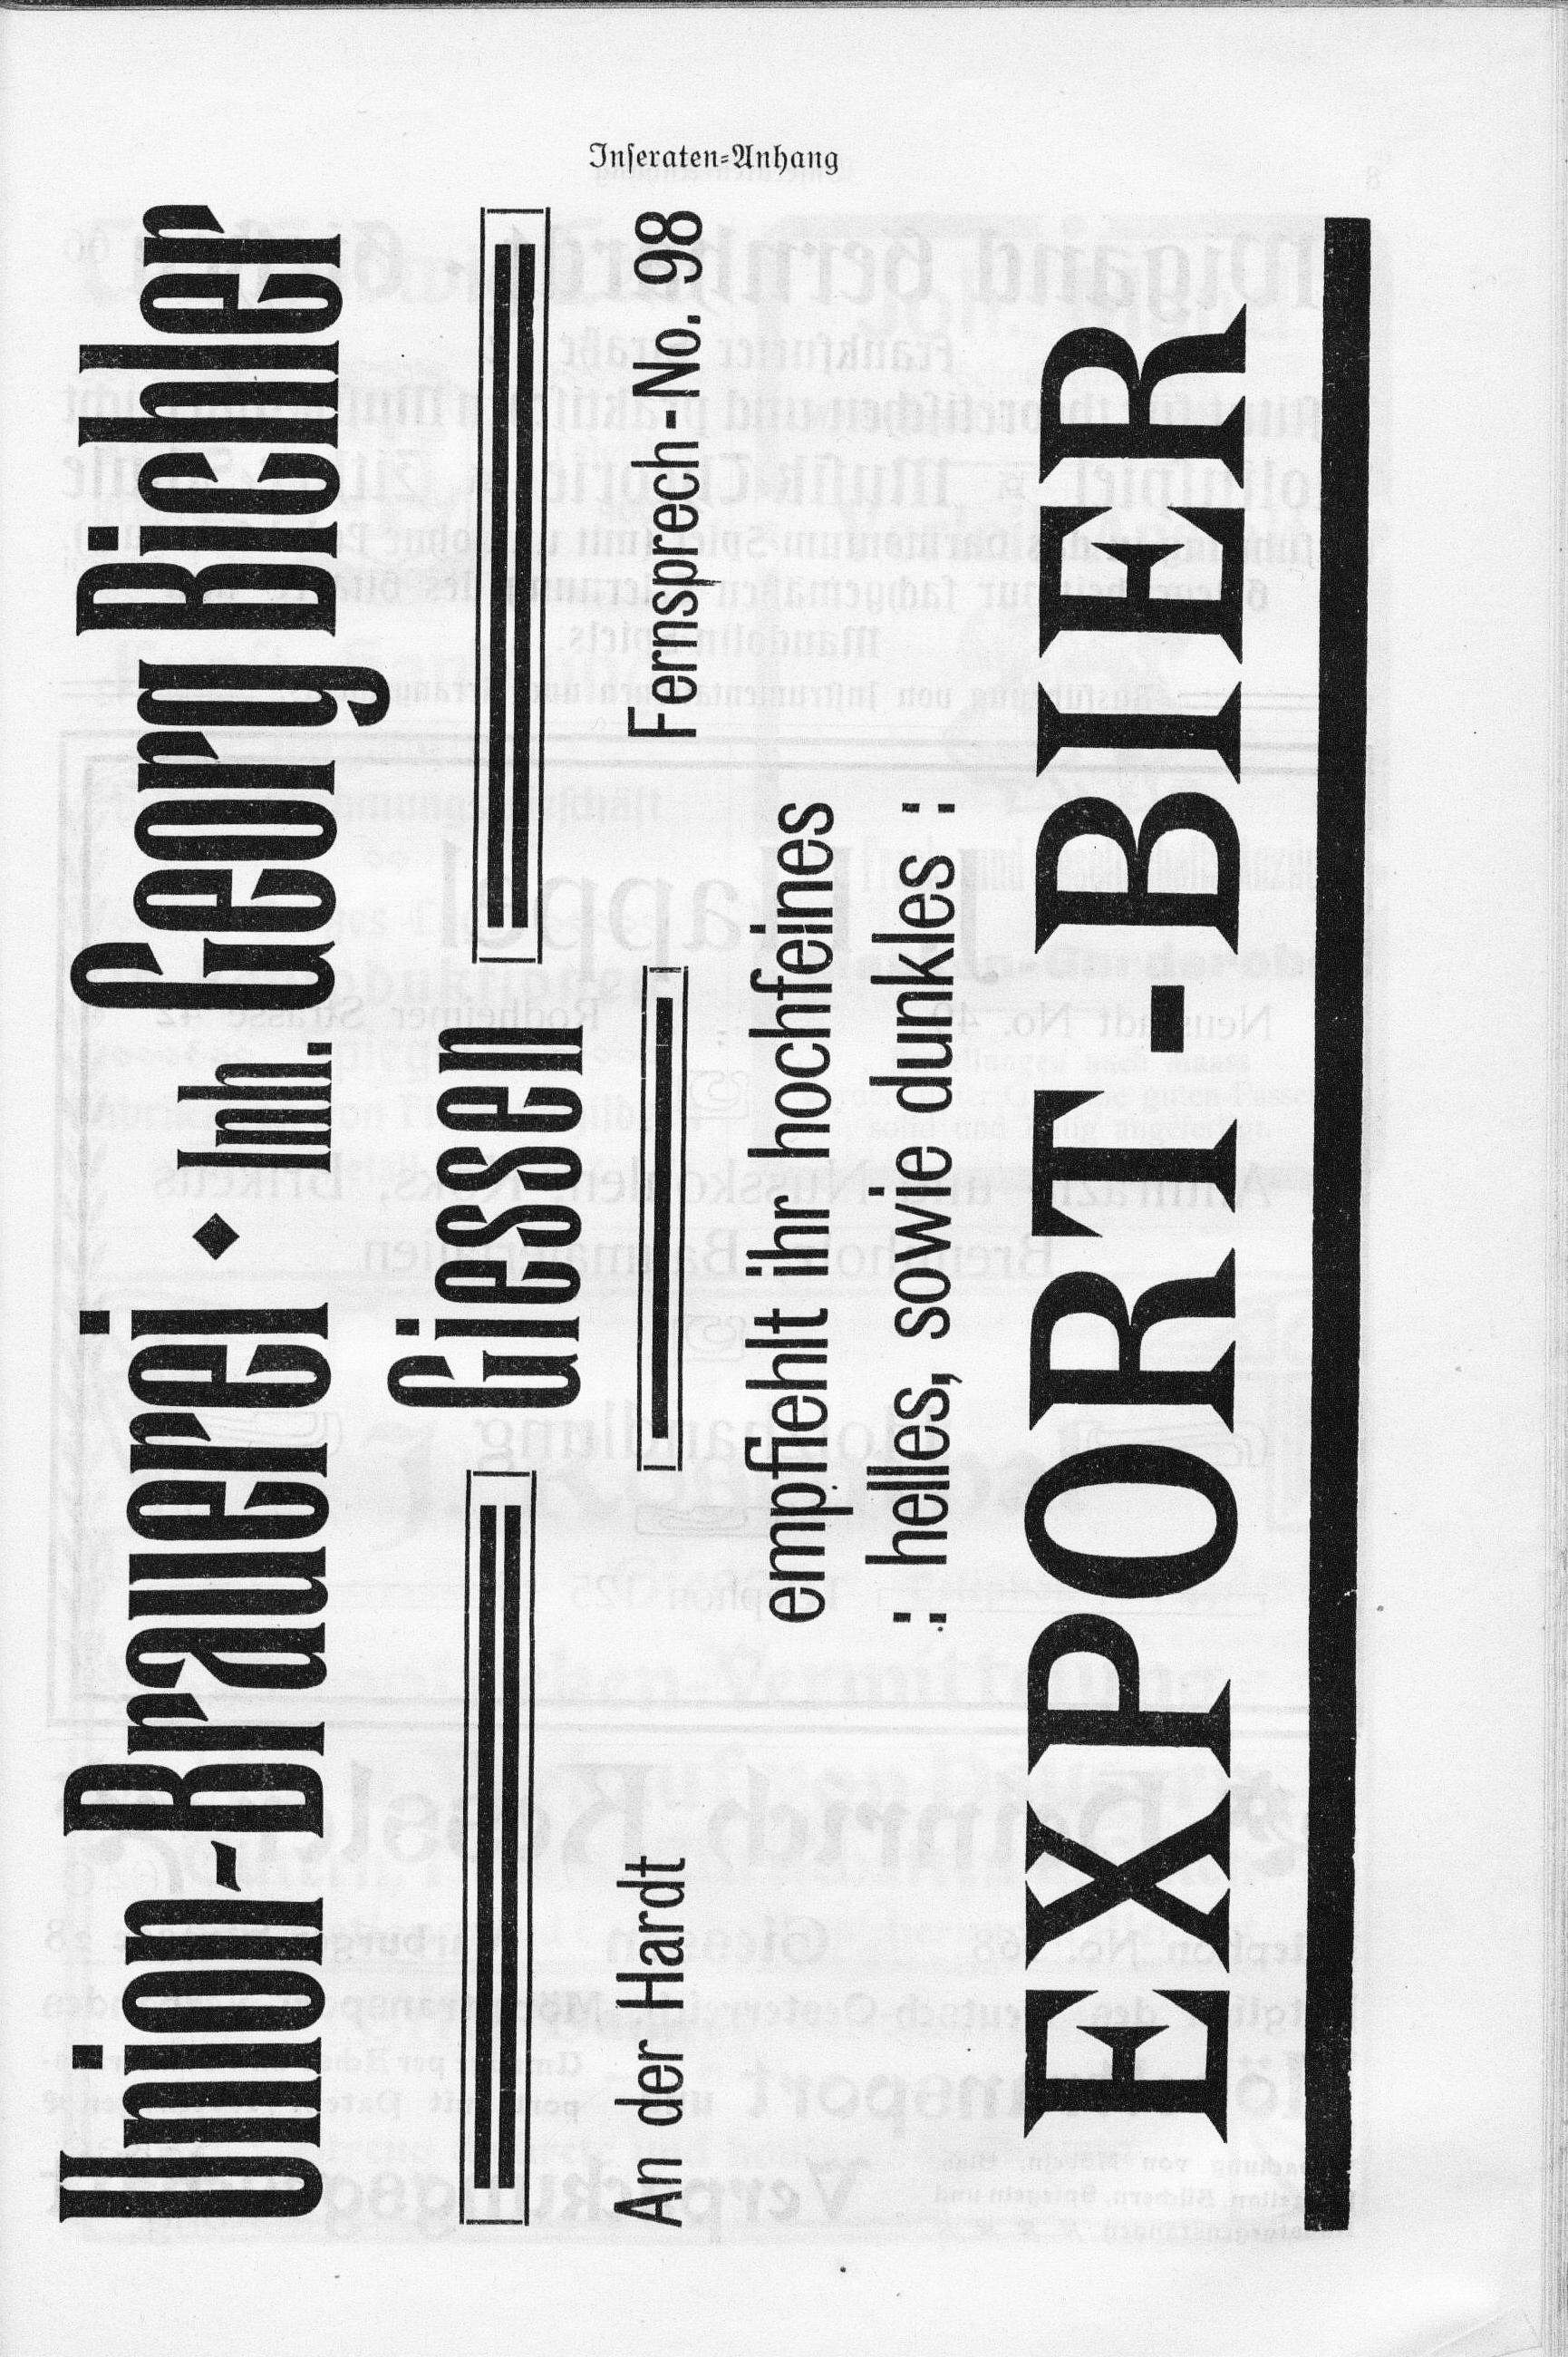 Inseraten-Anhang
Union-Brauerei ◆ Inh. Georg Bichler
Giessen
An der Hardt Fernsprech-No. 98
empfiehlt ihr hochfeines
: helles, sowie dunkles :
EXPORT-BIER